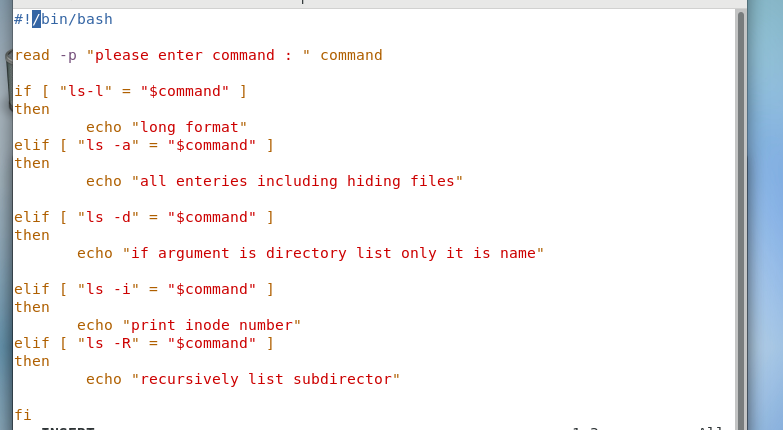 #!/bin/bash
read -p "please enter command : " command
if [ "ls-l" = "$command" ]
then
echo "long format"
elif [ "ls -a" = "$command" ]
then
echo "all enteries including hiding files"
elif [ "ls -d" = "$command" ]
then
echo "if argument is directory list only it is name"
elif [ "ls -i" = "$command" ]
then
echo "print inode number"
elif [ "ls -R" = "$command" ]
then
echo "recursively list subdirector"
fi